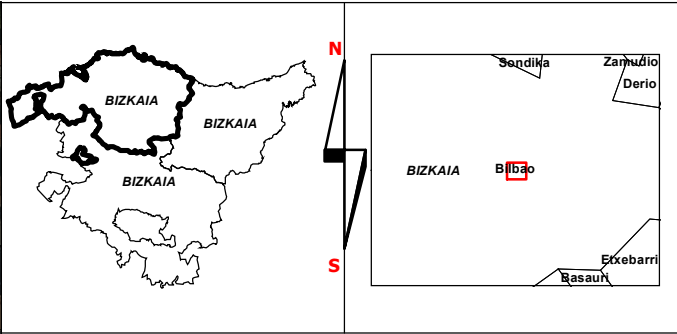 BIZKAIA
BIZKAIA
BIZKAIA
N
S
Sondika
Zamudio
Derio
BIZKAIA
Bilbao
Etxebarri
Basauri